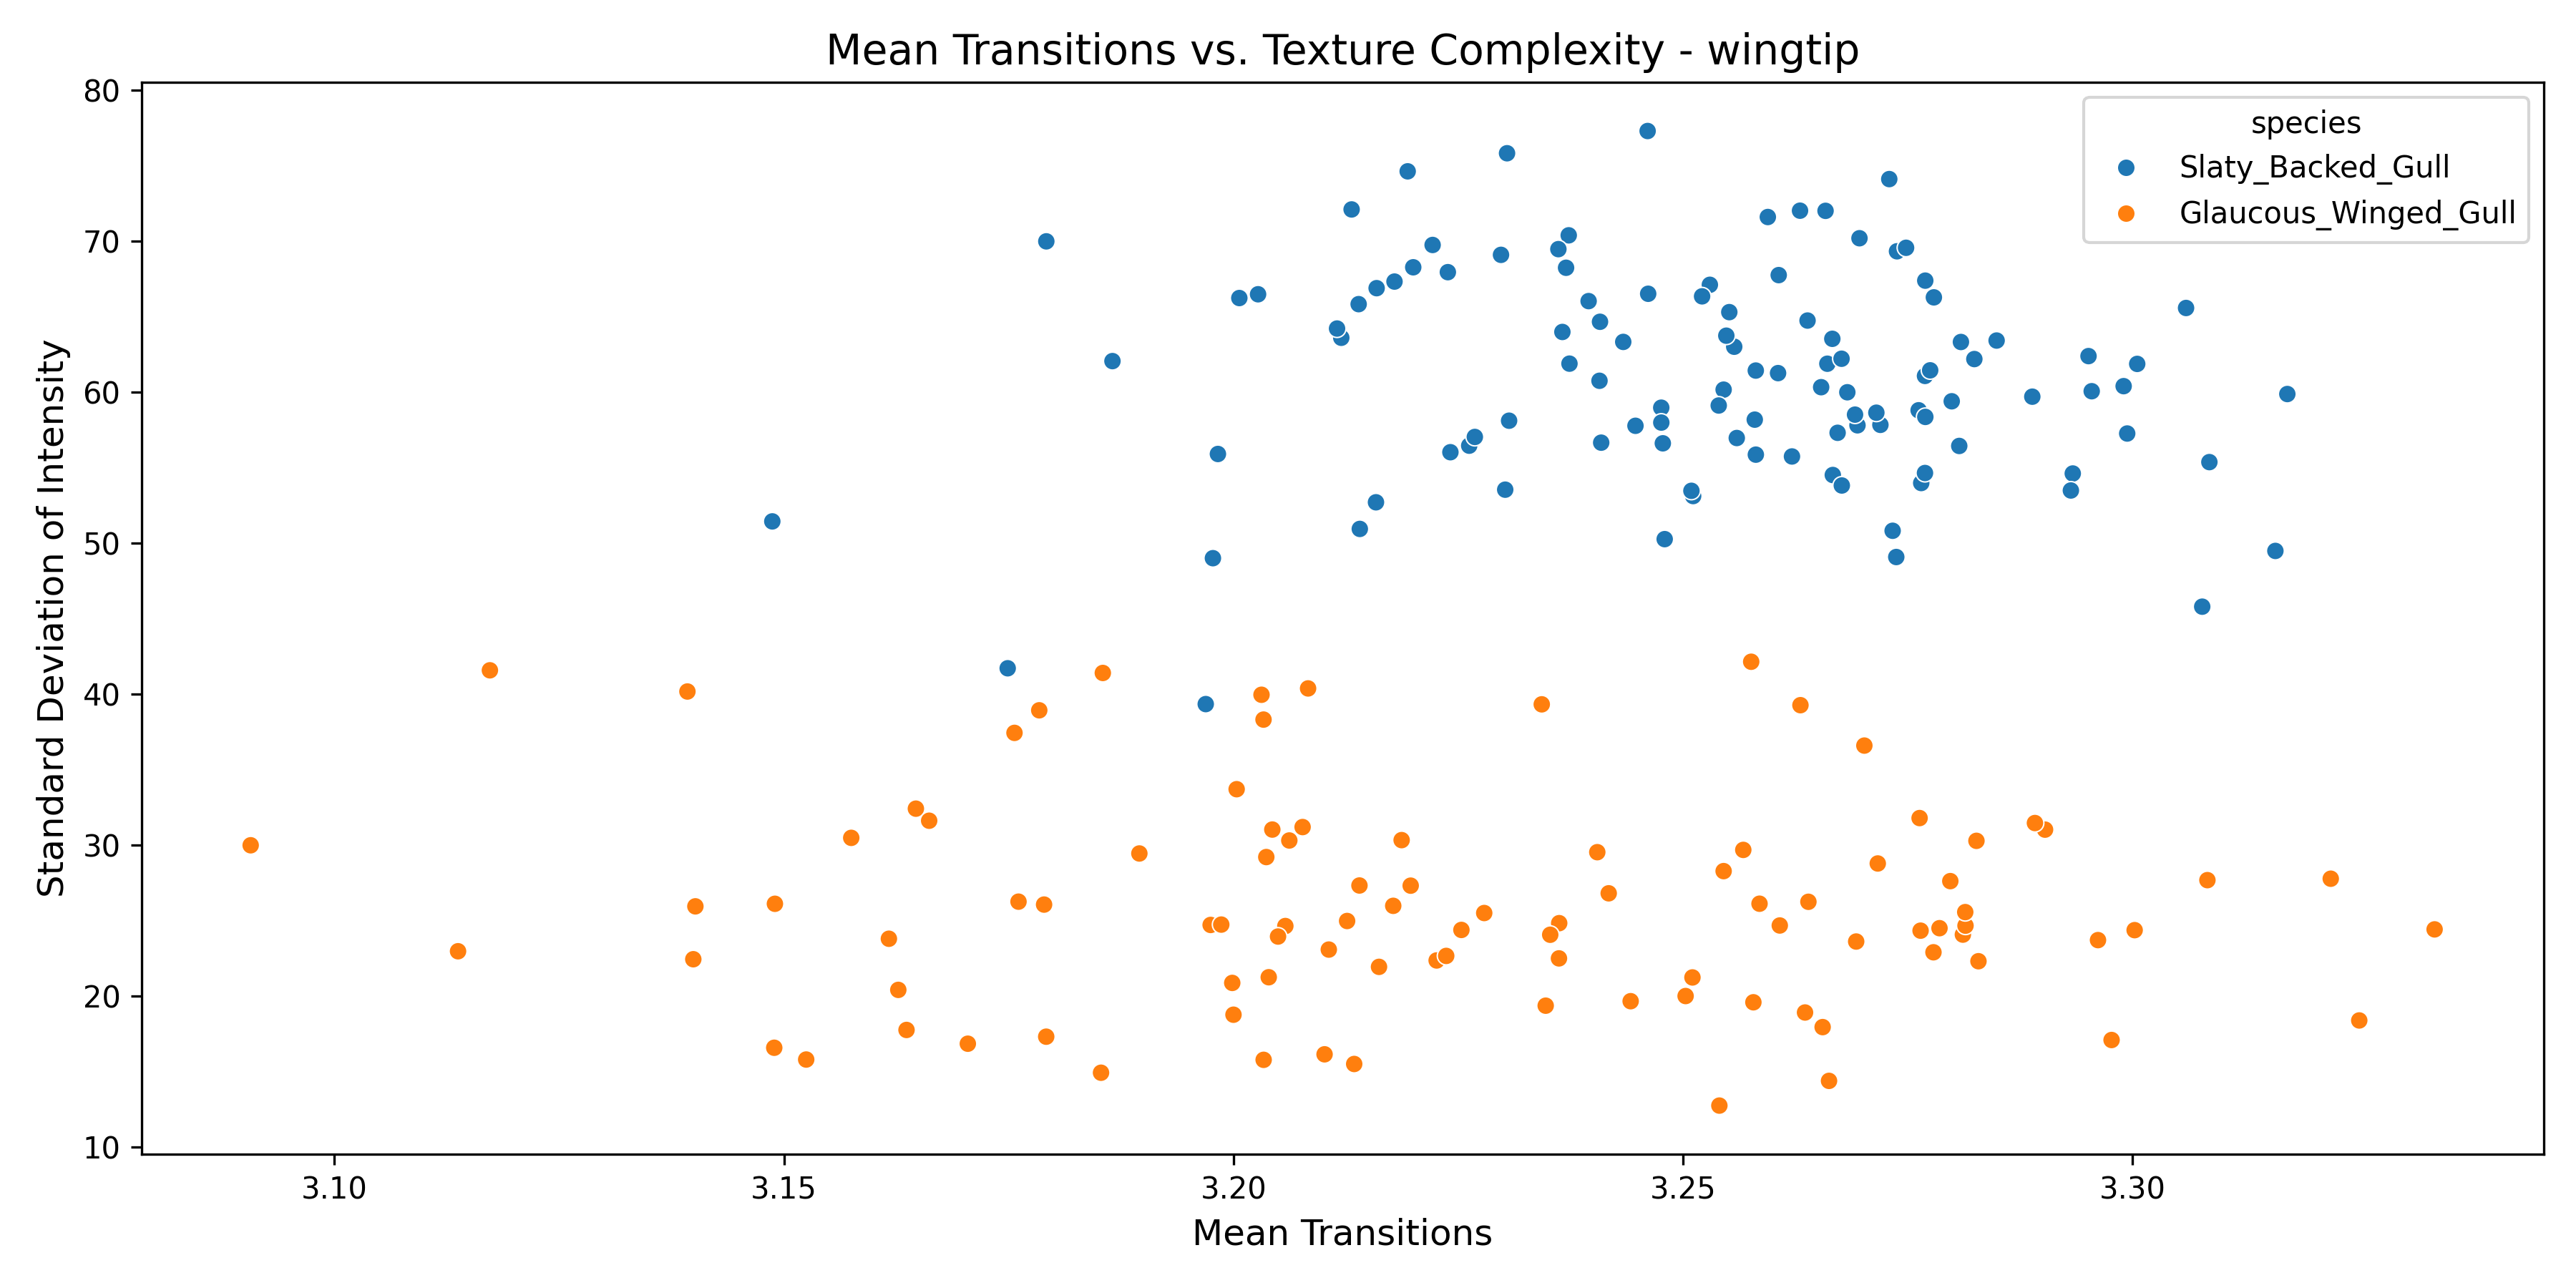 Mean Transitions vs. Texture Complexity - wingtip
species
Slaty_Backed_Gull
Glaucous_Winged_Gull
Standard Deviation of Intensity
80
70
60
50
40
30
20
10
3.10 3.15 3.20 3.25 3.30
Mean Transitions